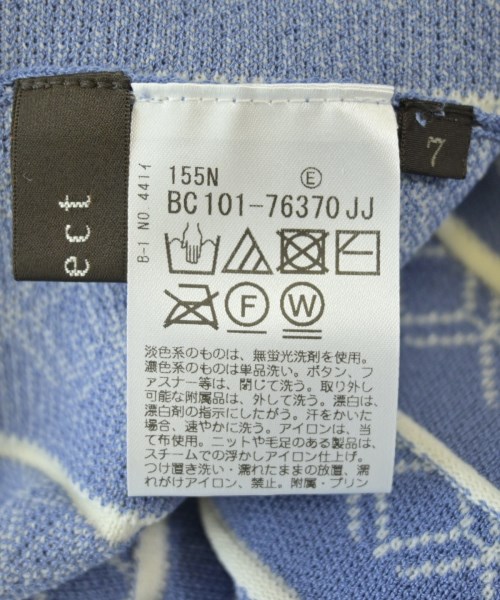 ect
7
B-1 NO.441イ
155N Ⓔ
BC101-76370JJ
F W
淡色系のものは、無蛍光洗剤を使用。
濃色系のものは単品洗い。ボタン、フ
ァスナー等は、閉じて洗う。取り外し
可能な附属品は、外して洗う。漂白は、
漂白剤の指示にしたがう。汗をかいた
場合、速やかに洗う。アイロンは、当
て布使用。ニットや毛足のある製品は、
スチームでの浮かしアイロン仕上げ。
つけ置き洗い・濡れたままの放置、濡
れがけアイロン、禁止。附属・プリン